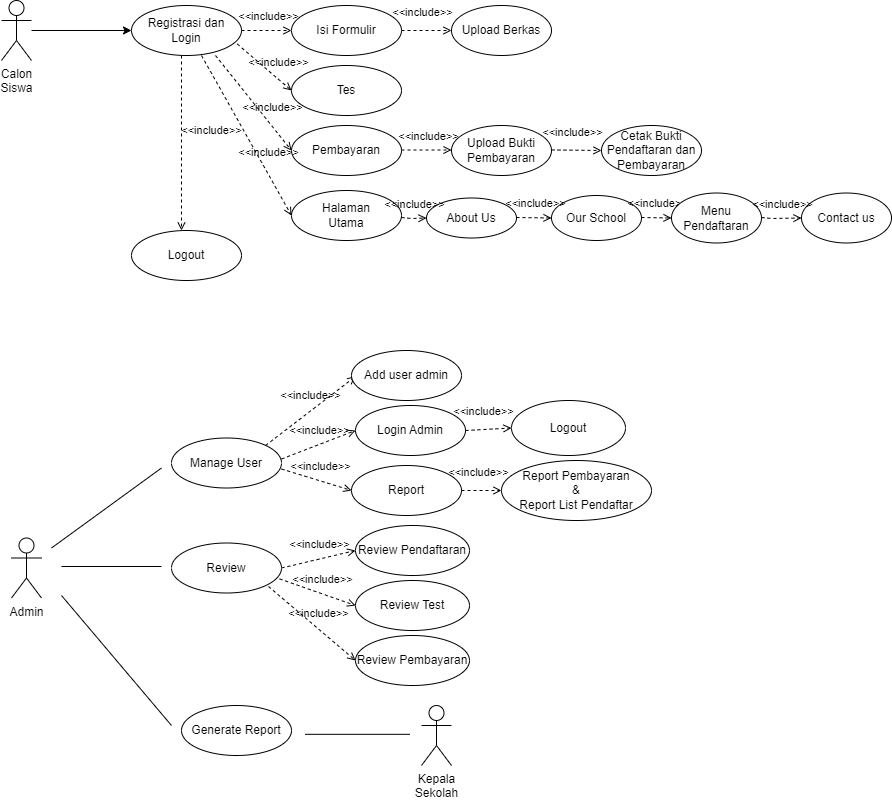 Calon
Siswa
Registrasi dan
Login
<<include>>
Isi Formulir
<<include>>
Upload Berkas
<<include>>
Tes
<<include>>
Pembayaran
<<include>>
Upload Bukti
Pembayaran
<<include>>
Cetak Bukti
Pendaftaran dan
Pembayaran
<<include>>
<<include>>
Halaman
Utama
<<include>>
About Us
<<include>>
Our School
<<include>>
Menu
Pendaftaran
<<include>>
Contact us
Logout
Add user admin
<<include>>
Manage User
<<include>>
Login Admin
<<include>>
Logout
<<include>>
Report
<<include>>
Report Pembayaran
&
Report List Pendaftar
Admin
Review
<<include>>
Review Pendaftaran
<<include>>
Review Test
<<include>>
Review Pembayaran
Generate Report
Kepala
Sekolah